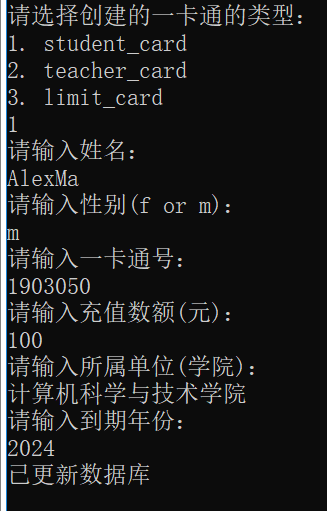 请选择创建的一卡通的类型:
1. student_card
2. teacher_card
3. limit_card
1
请输入姓名:
AlexMa
请输入性别(f or m):
m
请输入一卡通号:
1903050
请输入充值数额(元):
100
请输入所属单位(学院):
计算机科学与技术学院
请输入到期年份:
2024
已更新数据库